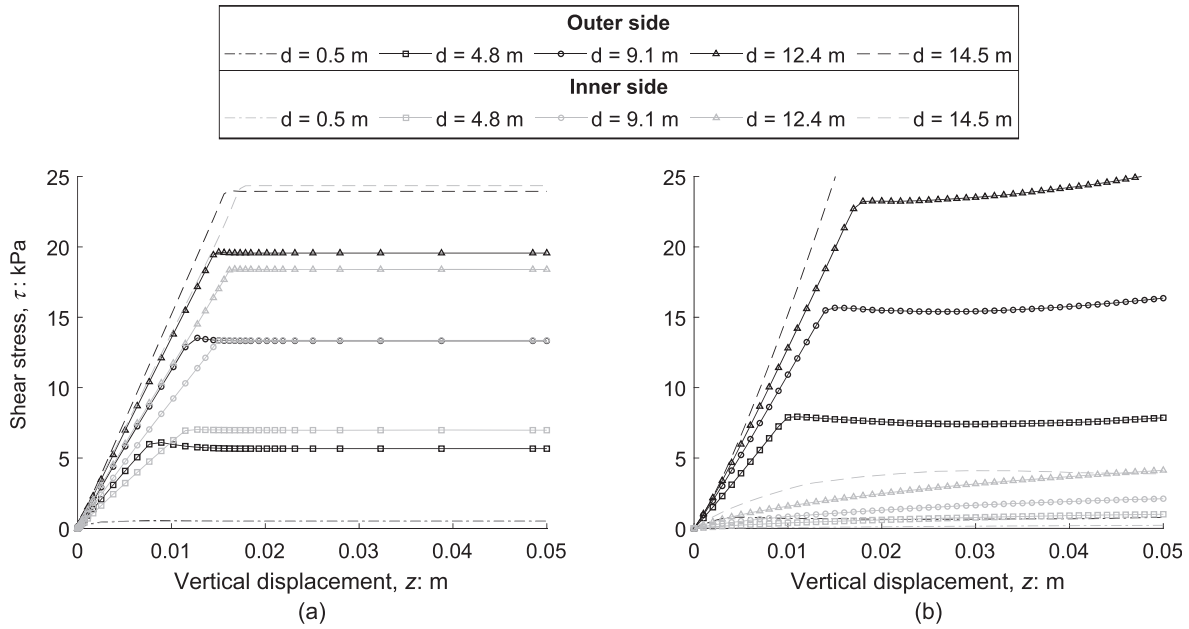 Outer side
d = 0.5 m d = 4.8 m d = 9.1 m d = 12.4 m d = 14.5 m
Inner side
d = 0.5 m d = 4.8 m d = 9.1 m d = 12.4 m d = 14.5 m
25
20
15
10
5
0
Shear stress, τ: kPa
0 0.01 0.02 0.03 0.04 0.05
Vertical displacement, z: m
(a)
25
20
15
10
5
0
0 0.01 0.02 0.03 0.04 0.05
Vertical displacement, z: m
(b)